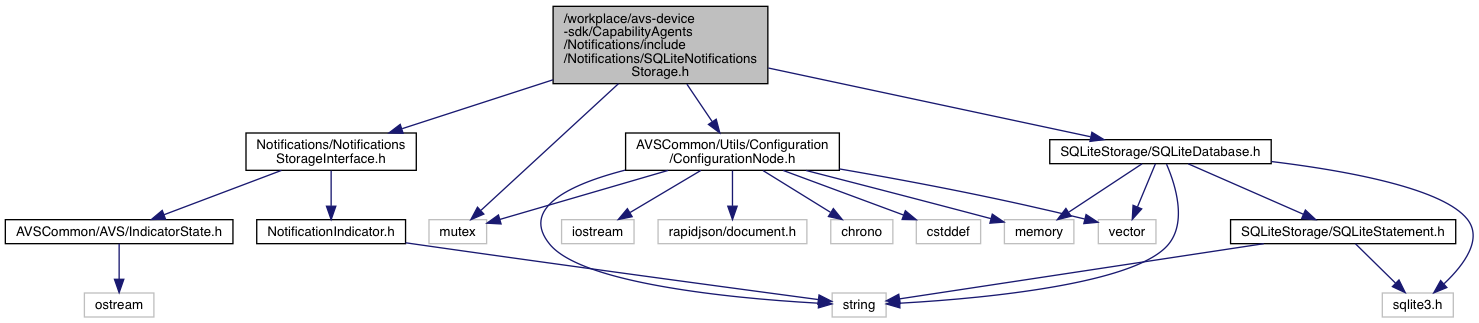 /workplace/avs-device
-sdk/CapabilityAgents
/Notifications/include
/Notifications/SQLiteNotifications
Storage.h
Notifications/Notifications
StorageInterface.h
AVSCommon/Utils/Configuration
/ConfigurationNode.h
SQLiteStorage/SQLiteDatabase.h
AVSCommon/AVS/IndicatorState.h
NotificationIndicator.h
mutex
iostream
rapidjson/document.h
chrono
cstddef
memory
vector
SQLiteStorage/SQLiteStatement.h
ostream
string
sqlite3.h